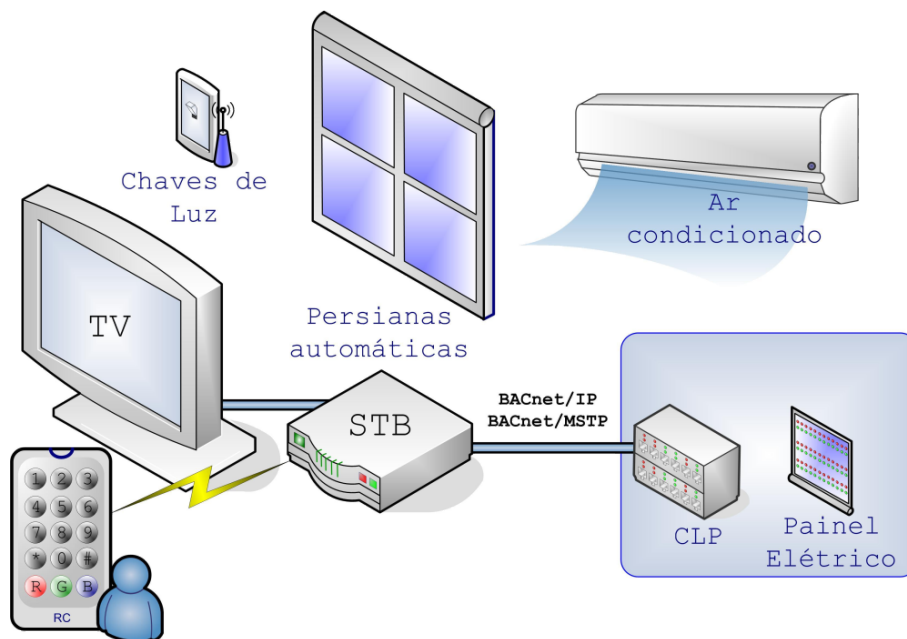 Chaves de
Luz
Ar
condicionado
TV
Persianas
automáticas
STB
BACnet/IP
BACnet/MSTP
CLP
Painel
Elétrico
1 2 3
4 5 6
7 8 9
* 0 #
R G B
RC